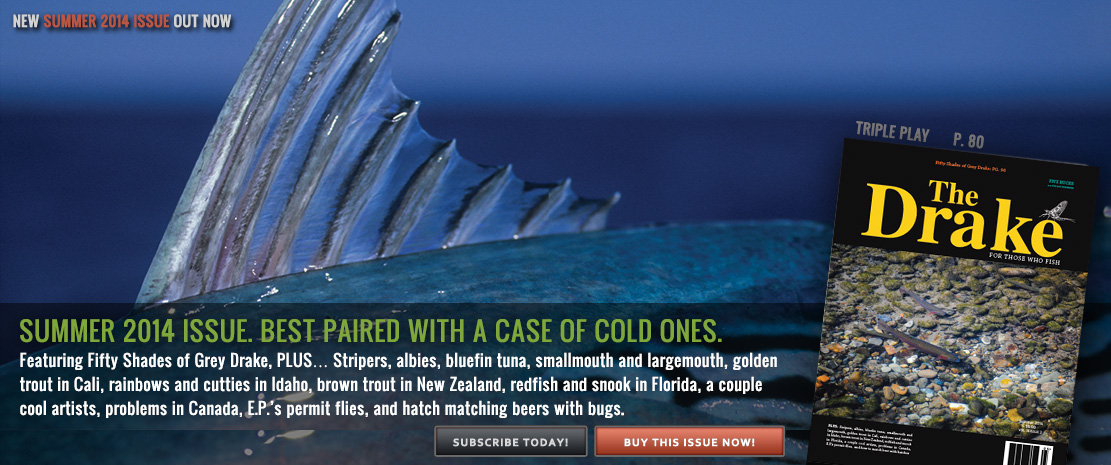 NEW SUMMER 2014 ISSUE OUT NOW
TRIPLE PLAY P. 80
Fifty Shades of Grey Drake PG. 50
The
Drake
FOR THOSE WHO FISH
SUMMER 2014 ISSUE. BEST PAIRED WITH A CASE OF COLD ONES.
Featuring Fifty Shades of Grey Drake, PLUS... Stripers, albies, bluefin tuna, smallmouth and largemouth, golden
trout in Cali, rainbows and cutties in Idaho, brown trout in New Zealand, redfish and snook in Florida, a couple
cool artists, problems in Canada, E.P.'s permit flies, and hatch matching beers with bugs.
SUBSCRIBE TODAY!
BUY THIS ISSUE NOW!